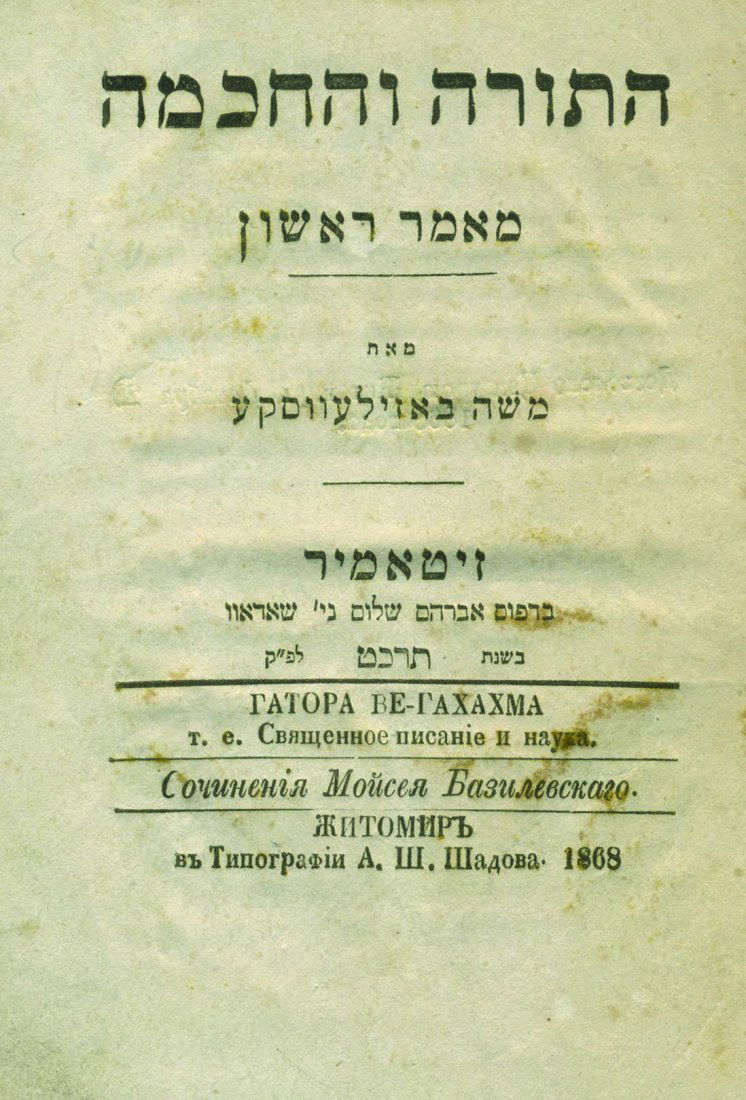 התורה והחכמה
מאמר ראשון
מאת
משה באזילעווסקע
זיטאמיר
בדפוס אברהם שלום ני׳ שאדאוו
בשנת תרכט לפ״ק
ГАТОРА ВЕ-ГАХАХМА
т. е. Священное писаніе и наука.
Сочиненія Мойсея Базилевскаго.
ЖИТОМИРЪ
въ Типографіи А. Ш. Шадова. 1868